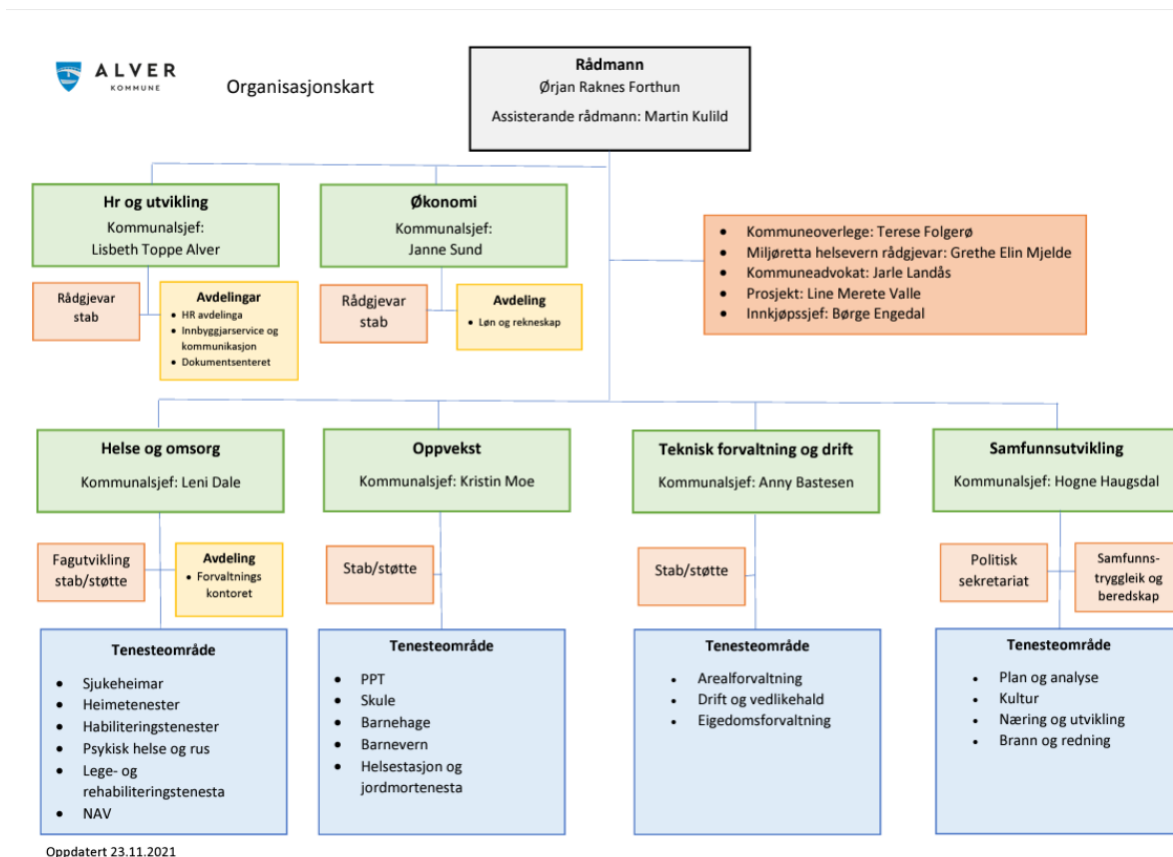 ALVER
KOMMUNE
Organisasjonskart
Rådmann
Ørjan Raknes Forthun
Assisterande rådmann: Martin Kulild
Hr og utvikling
Kommunalsjef:
Lisbeth Toppe Alver
Økonomi
Kommunalsjef:
Janne Sund
• Kommuneoverlege: Terese Folgerø
• Miljøretta helsevern rådgjevar: Grethe Elin Mjelde
• Kommuneadvokat: Jarle Landås
• Prosjekt: Line Merete Valle
• Innkjøpssjef: Børge Engedal
Rådgjevar
stab
Avdelingar
• HR avdelinga
• Innbyggjarservice og
kommunikasjon
• Dokumentsenteret
Rådgjevar
stab
Avdeling
• Løn og rekneskap
Helse og omsorg
Kommunalsjef: Leni Dale
Oppvekst
Kommunalsjef: Kristin Moe
Teknisk forvaltning og drift
Kommunalsjef: Anny Bastesen
Samfunnsutvikling
Kommunalsjef: Hogne Haugsdal
Fagutvikling
stab/støtte
Avdeling
• Forvaltnings
kontoret
Stab/støtte
Stab/støtte
Politisk
sekretariat
Samfunns-
tryggleik og
beredskap
Tenesteområde
• Sjukeheimar
• Heimetenester
• Habiliteringstenester
• Psykisk helse og rus
• Lege- og
rehabiliteringstenesta
• NAV
Tenesteområde
• PPT
• Skule
• Barnehage
• Barnevern
• Helsestasjon og
jordmortenesta
Tenesteområde
• Arealforvaltning
• Drift og vedlikehald
• Eigedomsforvaltning
Tenesteområde
• Plan og analyse
• Kultur
• Næring og utvikling
• Brann og redning
Oppdatert 23.11.2021